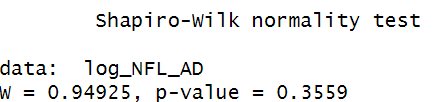 Shapiro-Wilk normality test
data:  log_NFL_AD
W = 0.94925, p-value = 0.3559